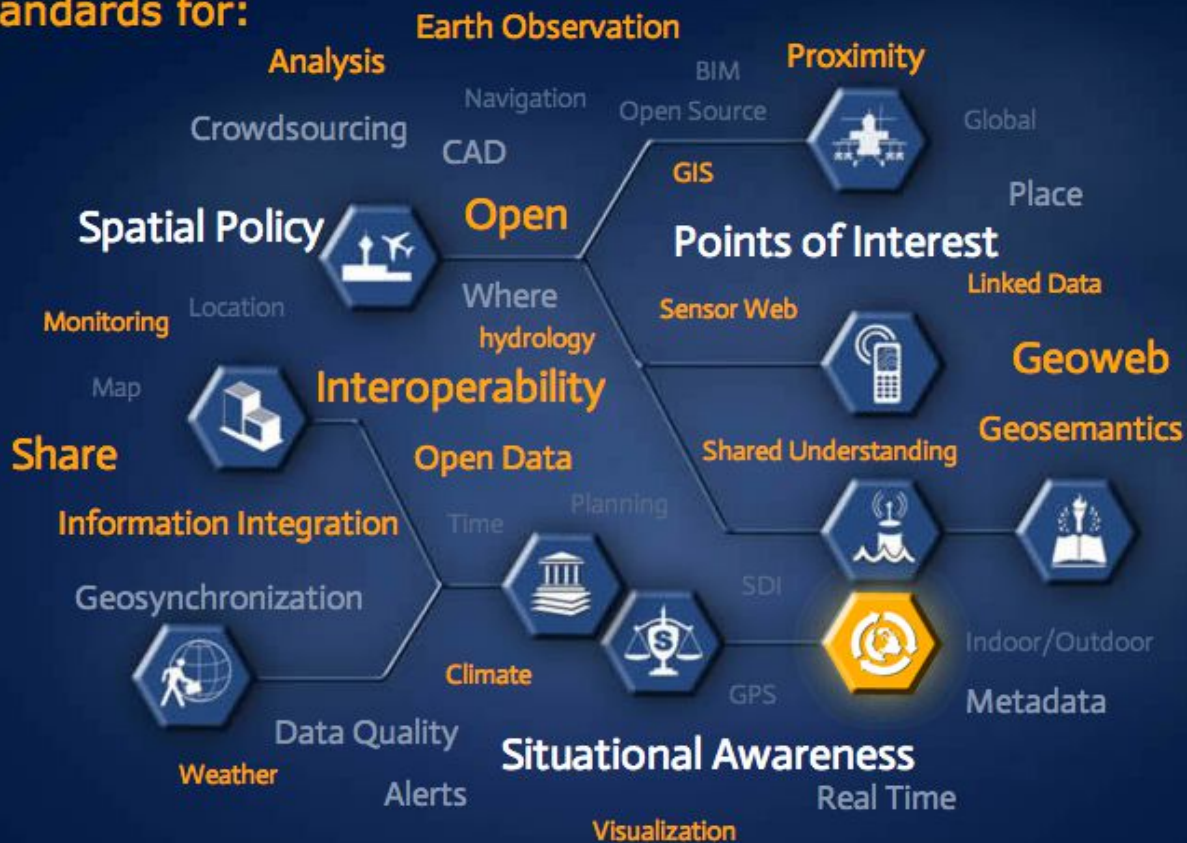 andards for:
Earth Observation
Analysis
Proximity
BIM
Navigation
Open Source
Global
Crowdsourcing
CAD
GIS
Place
Open
Spatial Policy
Points of Interest
Linked Data
Where
Location
Sensor Web
Monitoring
hydrology
Geoweb
Map
Interoperability
Geosemantics
Share
Open Data
Shared Understanding
Planning
Information Integration
Time
SDI
Geosynchronization
Indoor/Outdoor
Climate
GPS
Metadata
Data Quality
Situational Awareness
Weather
Alerts
Real Time
Visualization
S